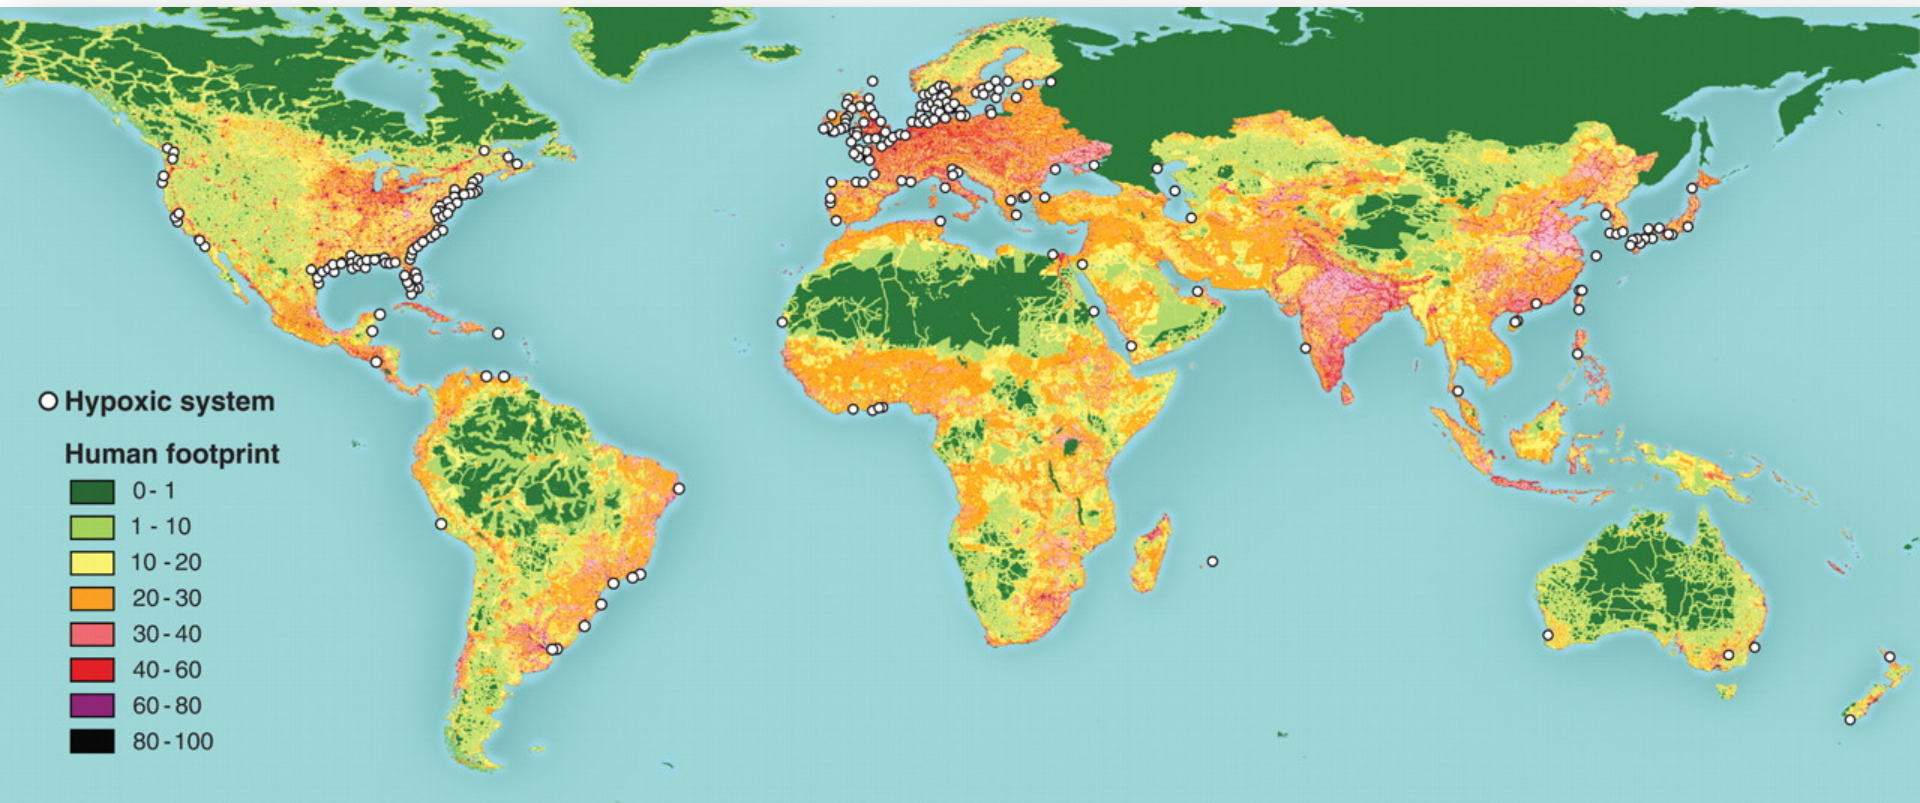 Hypoxic system
Human footprint
0 - 1
1 - 10
10 - 20
20 - 30
30 - 40
40 - 60
60 - 80
80 - 100